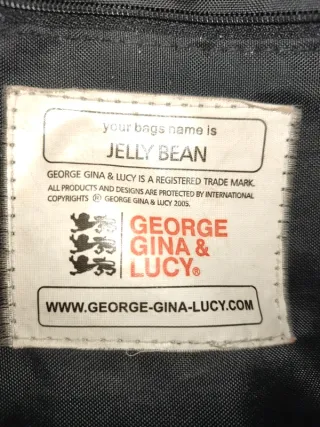 your bags name is
JELLY BEAN
GEORGE GINA & LUCY IS A REGISTERED TRADE MARK.
ALL PRODUCTS AND DESIGNS ARE PROTECTED BY INTERNATIONAL
COPYRIGHTS ® GEORGE GINA & LUCY 2005.
GEORGE
GINA &
LUCY®
WWW.GEORGE-GINA-LUCY.COM